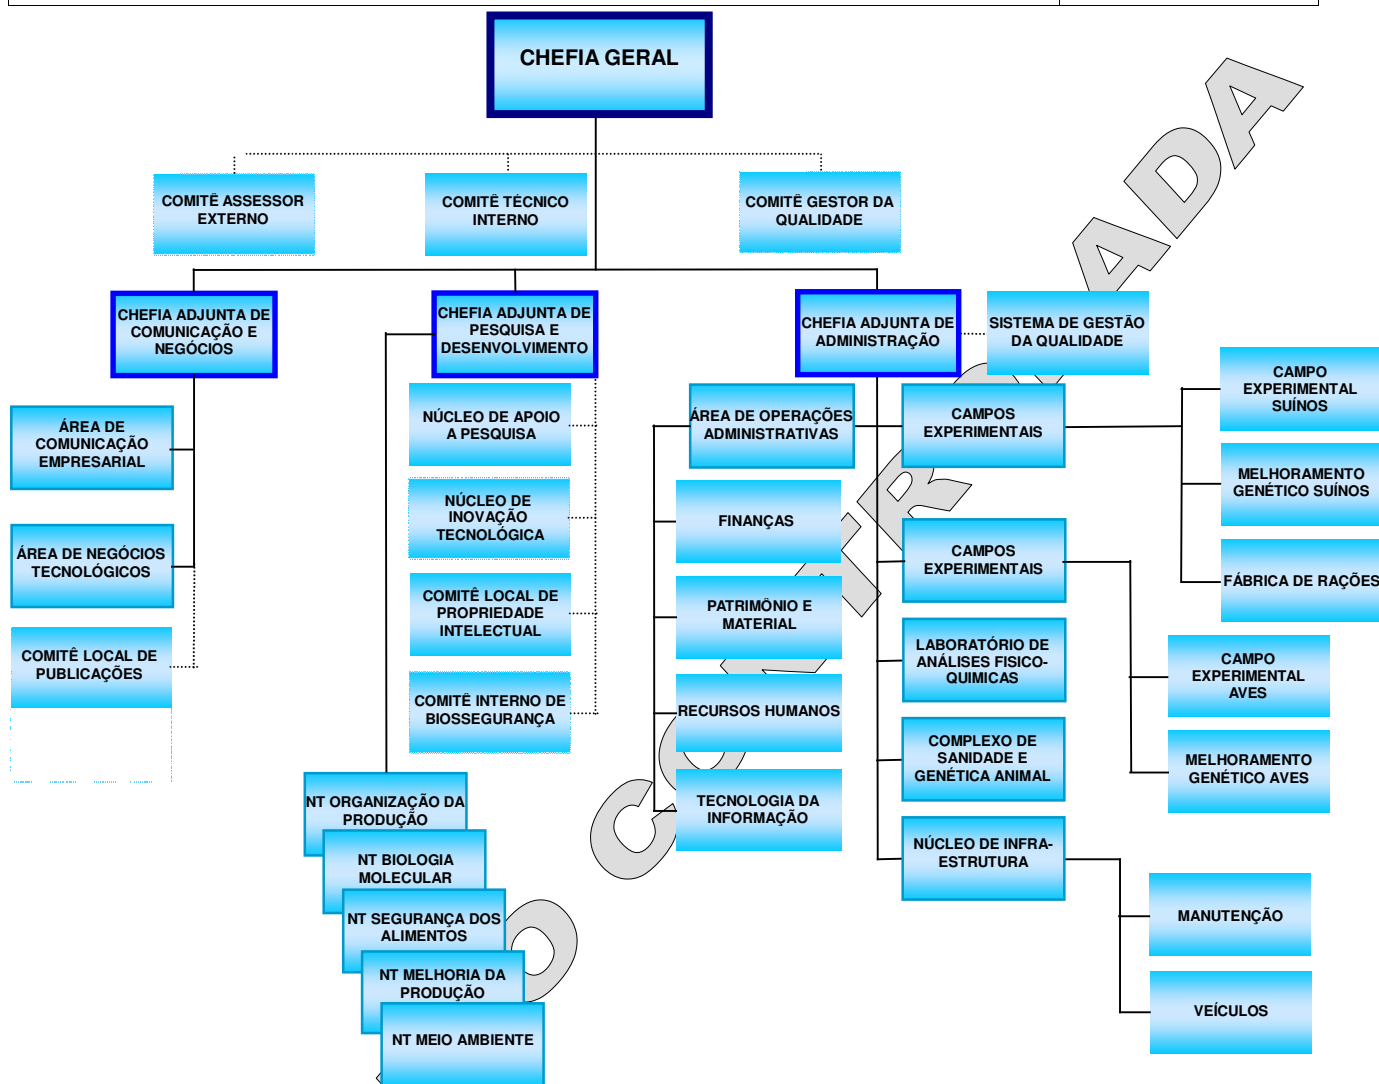 CHEFIA GERAL
COMITÊ ASSESSOR
EXTERNO
COMITÊ TÉCNICO
INTERNO
COMITÊ GESTOR DA
QUALIDADE
CHEFIA ADJUNTA DE
COMUNICAÇÃO E
NEGÓCIOS
CHEFIA ADJUNTA DE
PESQUISA E
DESENVOLVIMENTO
CHEFIA ADJUNTA DE
ADMINISTRAÇÃO
SISTEMA DE GESTÃO
DA QUALIDADE
ÁREA DE
COMUNICAÇÃO
EMPRESARIAL
ÁREA DE NEGÓCIOS
TECNOLÓGICOS
COMITÊ LOCAL DE
PUBLICAÇÕES
NÚCLEO DE APOIO
A PESQUISA
NÚCLEO DE
INOVAÇÃO
TECNOLÓGICA
COMITÊ LOCAL DE
PROPRIEDADE
INTELECTUAL
COMITÊ INTERNO DE
BIOSSEGURANÇA
NT ORGANIZAÇÃO DA
PRODUÇÃO
NT BIOLOGIA
MOLECULAR
NT SEGURANÇA DOS
ALIMENTOS
NT MELHORIA DA
PRODUÇÃO
NT MEIO AMBIENTE
ÁREA DE OPERAÇÕES
ADMINISTRATIVAS
FINANÇAS
PATRIMÔNIO E
MATERIAL
RECURSOS HUMANOS
TECNOLOGIA DA
INFORMAÇÃO
CAMPOS
EXPERIMENTAIS
CAMPOS
EXPERIMENTAIS
LABORATÓRIO DE
ANÁLISES FISICO-
QUIMICAS
COMPLEXO DE
SANIDADE E
GENÉTICA ANIMAL
NÚCLEO DE INFRA-
ESTRUTURA
CAMPO
EXPERIMENTAL
SUÍNOS
MELHORAMENTO
GENÉTICO SUÍNOS
FÁBRICA DE RAÇÕES
CAMPO
EXPERIMENTAL
AVES
MELHORAMENTO
GENÉTICO AVES
MANUTENÇÃO
VEÍCULOS